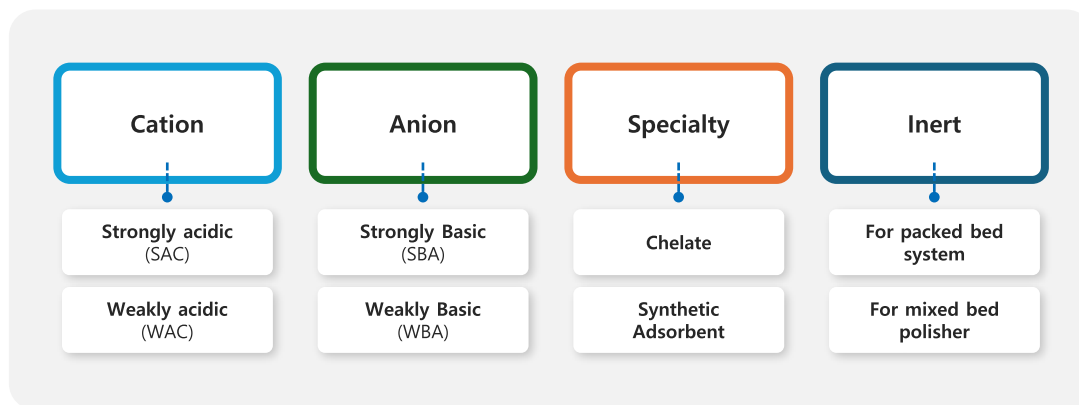 Cation
Strongly acidic
(SAC)
Weakly acidic
(WAC)
Anion
Strongly Basic
(SBA)
Weakly Basic
(WBA)
Specialty
Chelate
Synthetic
Adsorbent
Inert
For packed bed
system
For mixed bed
polisher